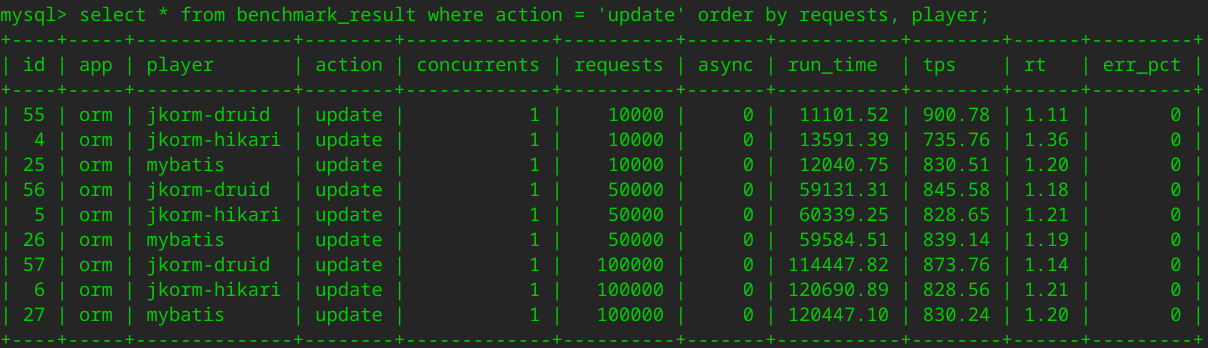 mysql> select * from benchmark_result where action = 'update' order by requests, player;
+----+-----+--------------+--------+-------------+----------+-------+-----------+--------+------+---------+
| id | app | player       | action | concurrents | requests | async | run_time  | tps    | rt   | err_pct |
+----+-----+--------------+--------+-------------+----------+-------+-----------+--------+------+---------+
| 55 | orm | jkorm-druid  | update |           1 |    10000 |     0 |  11101.52 | 900.78 | 1.11 |       0 |
|  4 | orm | jkorm-hikari | update |           1 |    10000 |     0 |  13591.39 | 735.76 | 1.36 |       0 |
| 25 | orm | mybatis      | update |           1 |    10000 |     0 |  12040.75 | 830.51 | 1.20 |       0 |
| 56 | orm | jkorm-druid  | update |           1 |    50000 |     0 |  59131.31 | 845.58 | 1.18 |       0 |
|  5 | orm | jkorm-hikari | update |           1 |    50000 |     0 |  60339.25 | 828.65 | 1.21 |       0 |
| 26 | orm | mybatis      | update |           1 |    50000 |     0 |  59584.51 | 839.14 | 1.19 |       0 |
| 57 | orm | jkorm-druid  | update |           1 |   100000 |     0 | 114447.82 | 873.76 | 1.14 |       0 |
|  6 | orm | jkorm-hikari | update |           1 |   100000 |     0 | 120690.89 | 828.56 | 1.21 |       0 |
| 27 | orm | mybatis      | update |           1 |   100000 |     0 | 120447.10 | 830.24 | 1.20 |       0 |
+----+-----+--------------+--------+-------------+----------+-------+-----------+--------+------+---------+